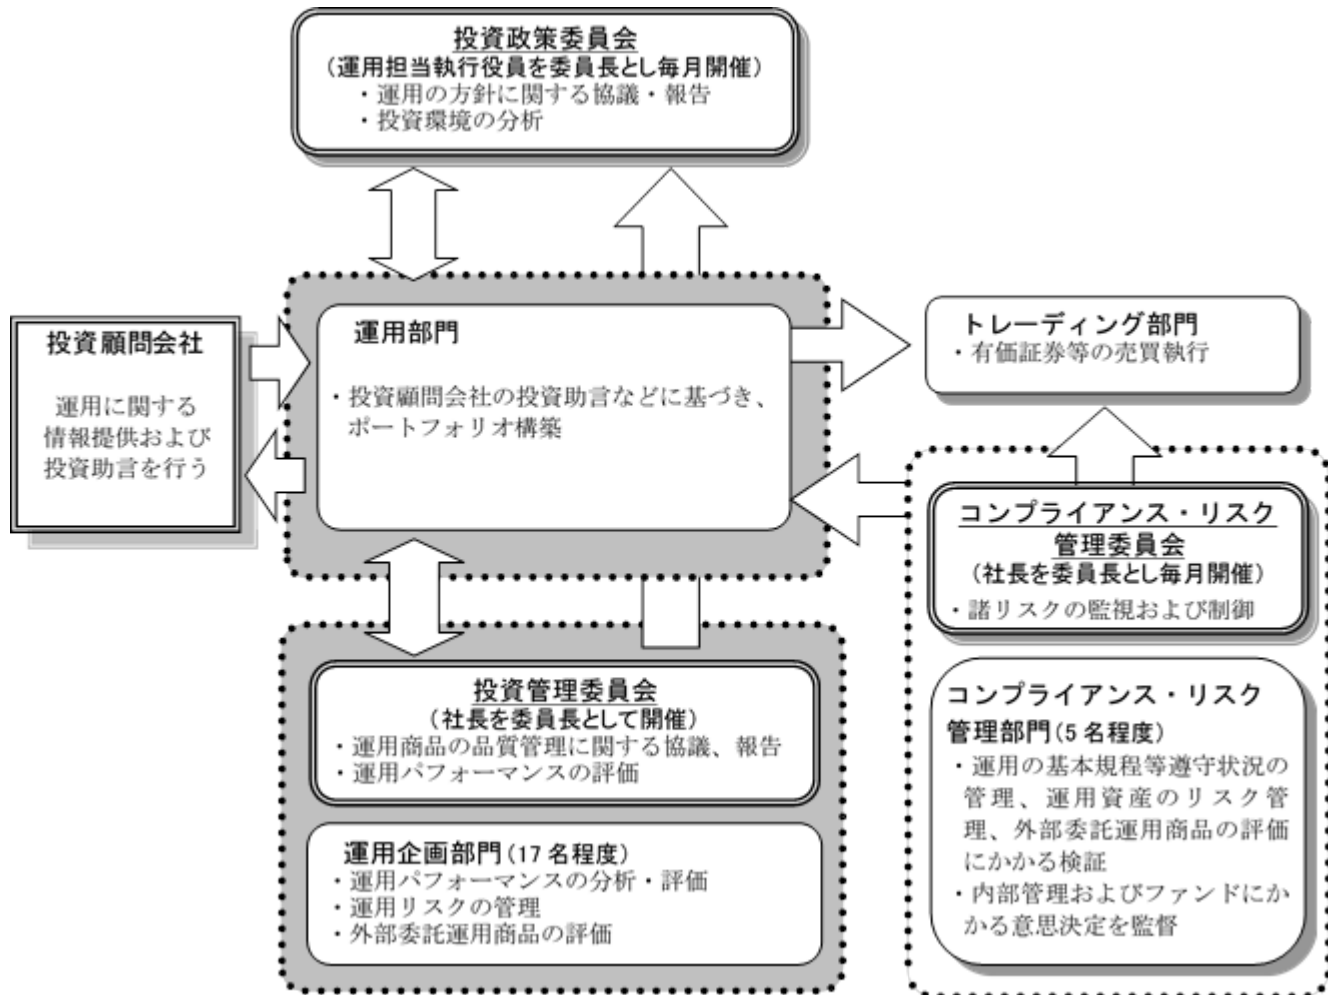 投資政策委員会
（運用担当執行役員を委員長とし毎月開催）
・運用の方針に関する協議・報告
・投資環境の分析
投資顧問会社
運用に関する
情報提供および
投資助言を行う
運用部門
・投資顧問会社の投資助言などに基づき、
ポートフォリオ構築
トレーディング部門
・有価証券等の売買執行
コンプライアンス・リスク
管理委員会
（社長を委員長とし毎月開催）
・諸リスクの監視および制御
投資管理委員会
（社長を委員長として開催）
・運用商品の品質管理に関する協議、報告
・運用パフォーマンスの評価
運用企画部門（17名程度）
・運用パフォーマンスの分析・評価
・運用リスクの管理
・外部委託運用商品の評価
コンプライアンス・リスク
管理部門（5名程度）
・運用の基本規程等遵守状況の
管理、運用資産のリスク管
理、外部委託運用商品の評価
にかかる検証
・内部管理およびファンドにか
かる意思決定を監督